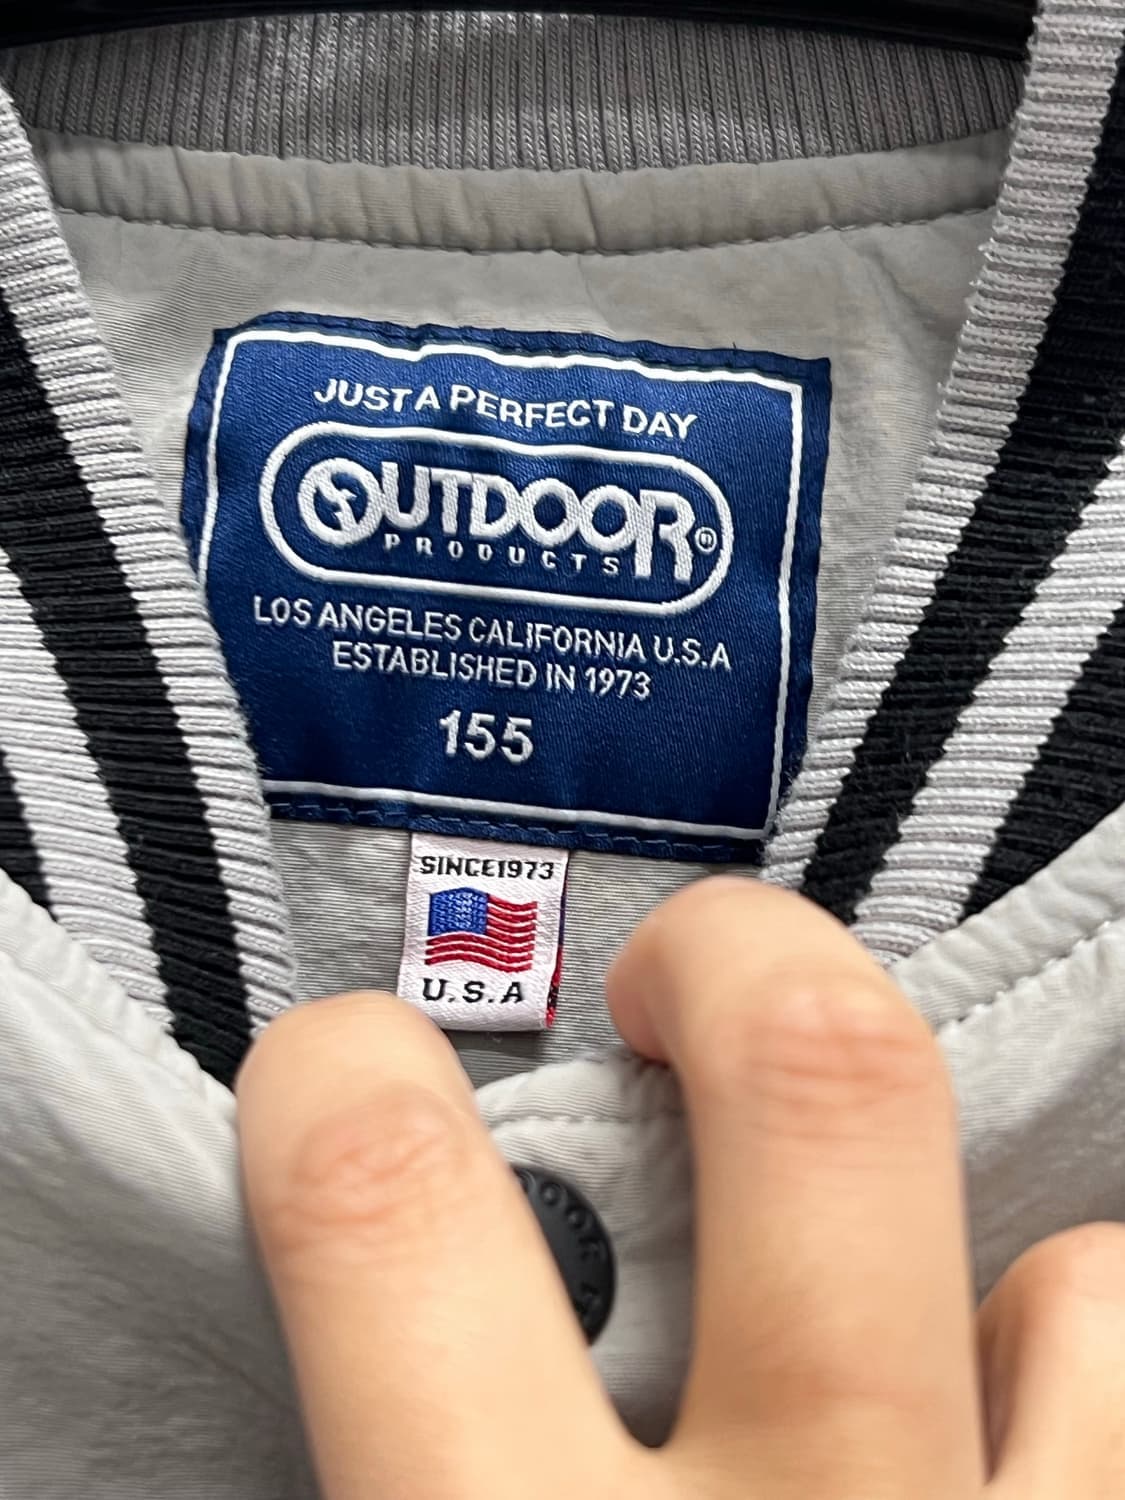 JUST A PERFECT DAY
OUTDOOR®
PRODUCTS
LOS ANGELES CALIFORNIA U.S.A
ESTABLISHED IN 1973
155
SINCE1973
U.S.A